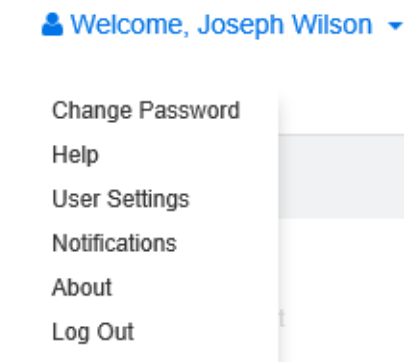 Welcome, Joseph Wilson
Change Password
Help
User Settings
Notifications
About
Log Out